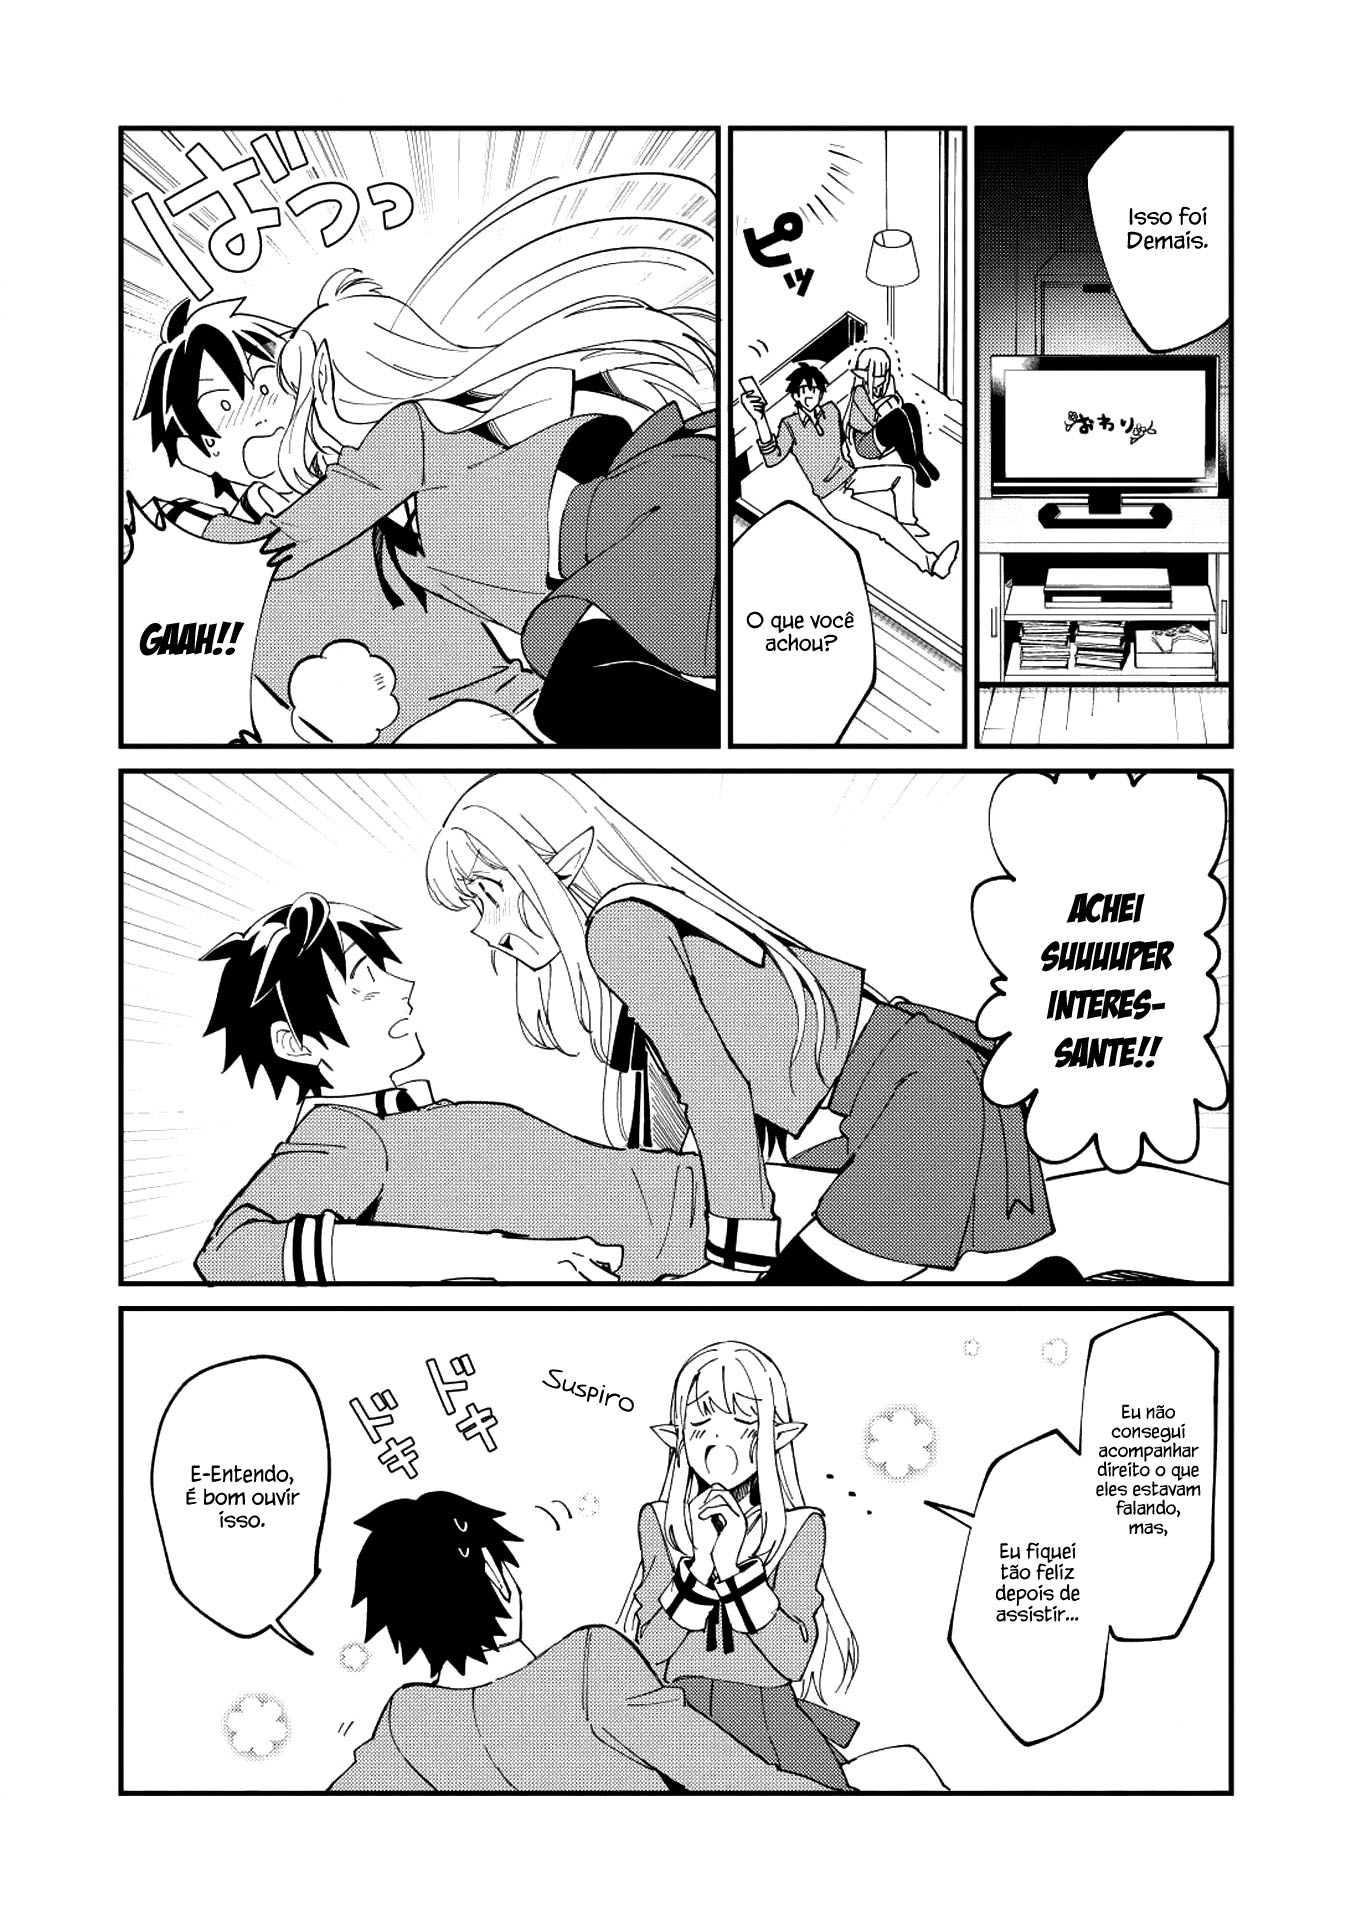 Isso foi
Demais.
おわり
ピッ
O que você
achou?
ばっっ
GAAH!!
ACHEI
SUUUUPER
INTERES-
SANTE!!
Eu não
consegui
acompanhar
direito o que
eles estavam
falando,
mas,
Eu fiquei
tão feliz
depois de
assistir...
Suspiro
ドキ
ドキ
E-Entendo,
É bom ouvir
isso.